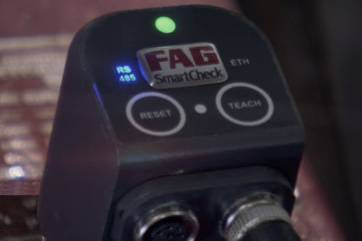 FAG
RS
485
SmartCheck
ETH
RESET
TEACH